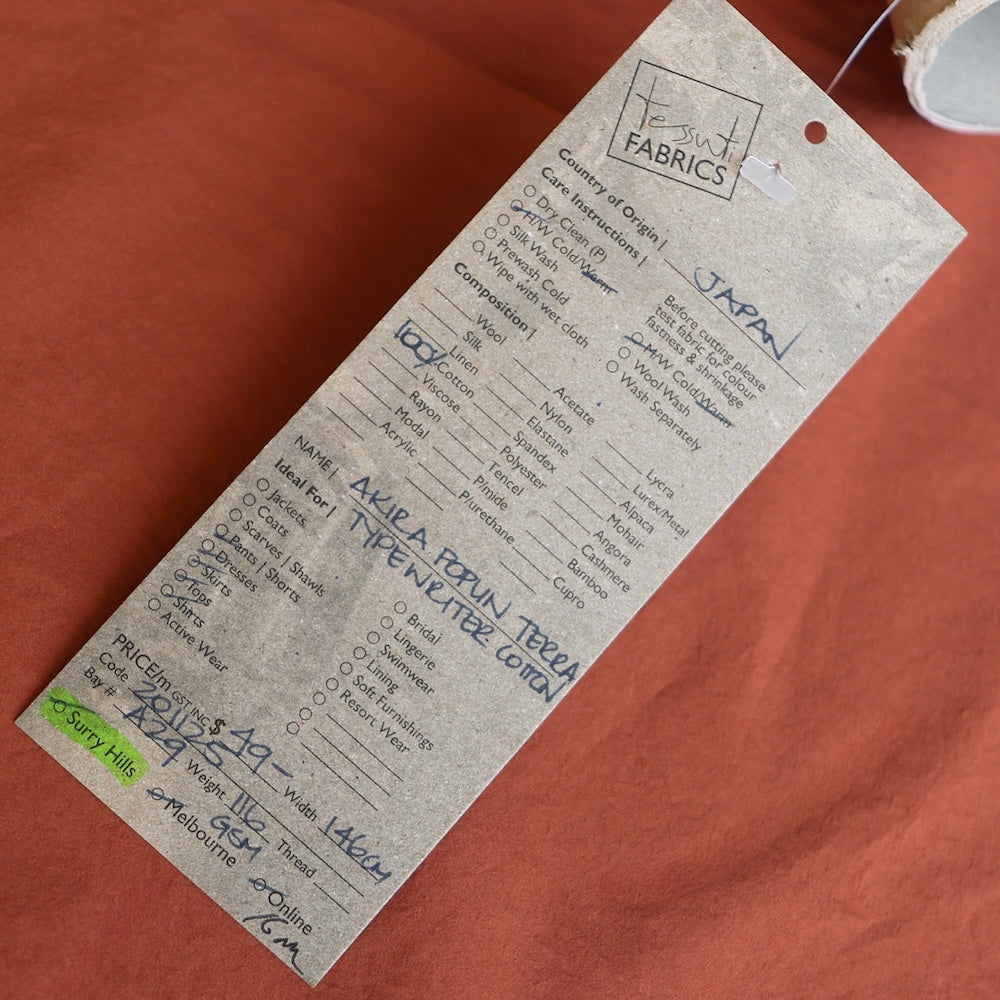 tessuti
FABRICS
Country of Origin | JAPAN
Care Instructions |
Dry Clean (P)
H/W Cold/Warm
Silk Wash
Prewash Cold
Wipe with wet cloth
Before cutting please
test fabric for colour
fastness & shrinkage
M/W Cold/Warm
Wool Wash
Wash Separately
Composition |
Wool
Silk
Linen
100% Cotton
Viscose
Rayon
Modal
Acrylic
Acetate
Nylon
Elastane
Spandex
Polyester
Tencel
P/mide
P/urethane
Lycra
Lurex/Metal
Alpaca
Mohair
Angora
Cashmere
Bamboo
Cupro
NAME | AKIRA POPUN TERRA
TYPEWRITER COTTON
Ideal For |
Jackets
Coats
Scarves | Shawls
Pants | Shorts
Dresses
Skirts
Tops
Shirts
Active Wear
Bridal
Lingerie
Swimwear
Lining
Soft Furnishings
Resort Wear
PRICE/m GST INC $ 49-
Code 201125 Width 146cm
Bay # A29 Weight 116 GSM Thread
Surry Hills
Melbourne
Online
16m